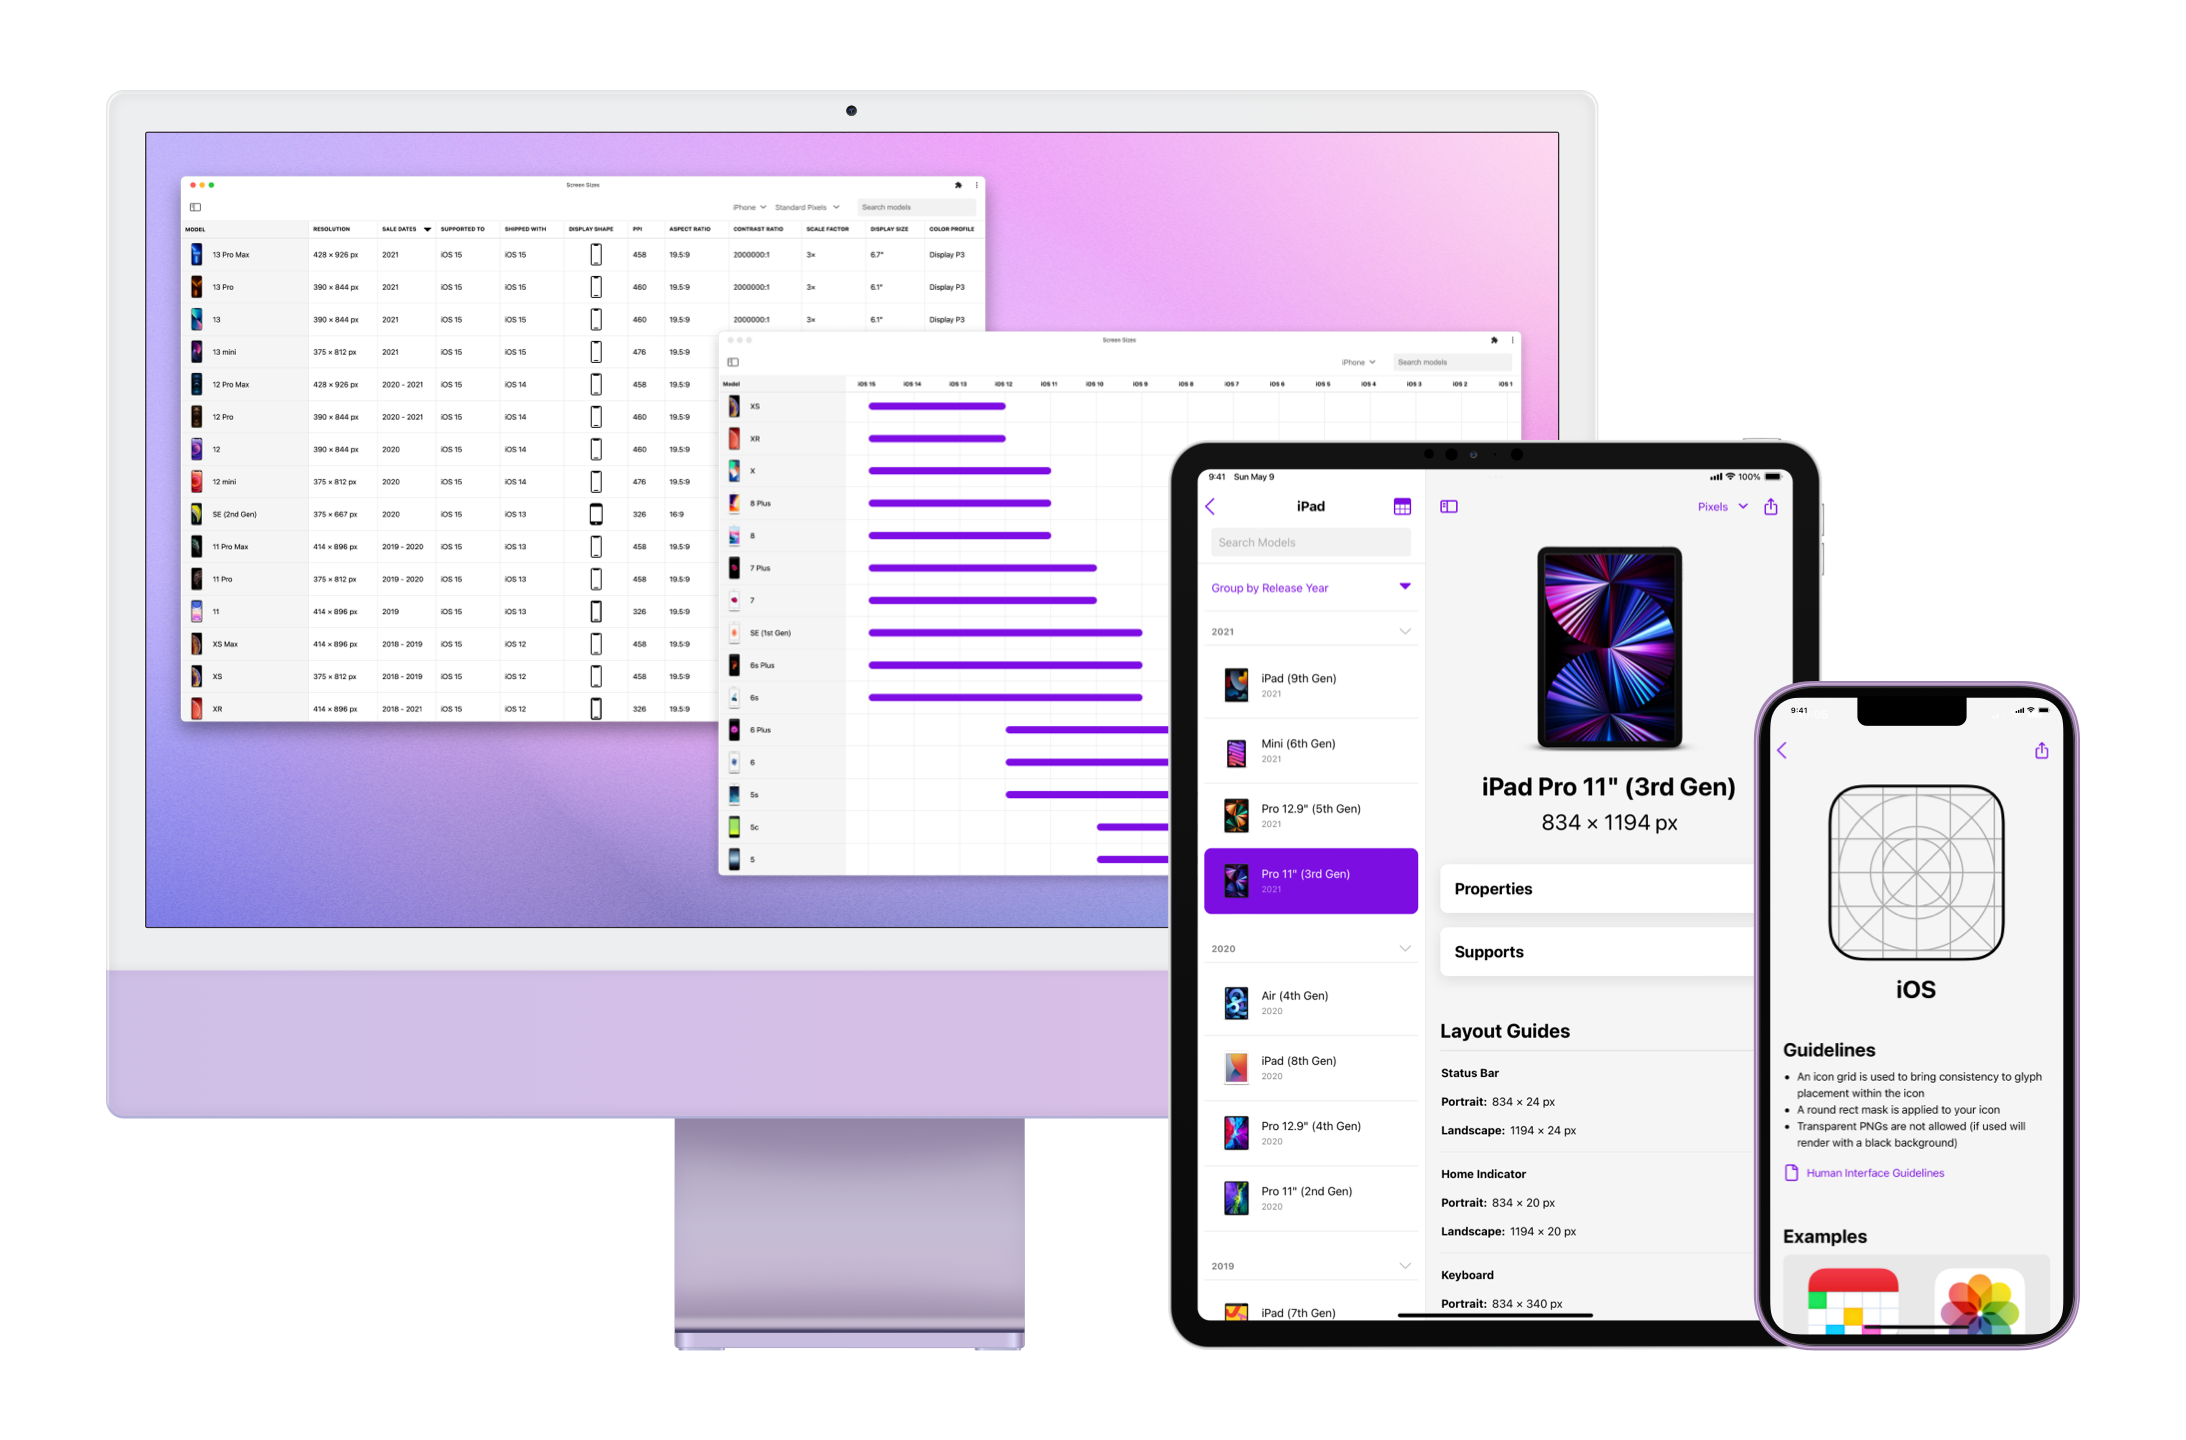 Screen Sizes
iPhone Standard Pixels Search models
MODEL RESOLUTION SALE DATES SUPPORTED TO SHIPPED WITH DISPLAY SHAPE PPI ASPECT RATIO CONTRAST RATIO SCALE FACTOR DISPLAY SIZE COLOR PROFILE
13 Pro Max 428 × 926 px 2021 iOS 15 iOS 15 458 19.5:9 2000000:1 3× 6.7" Display P3
13 Pro 390 × 844 px 2021 iOS 15 iOS 15 460 19.5:9 2000000:1 3× 6.1" Display P3
13 390 × 844 px 2021 iOS 15 iOS 15 460 19.5:9 2000000:1 3× 6.1" Display P3
13 mini 375 × 812 px 2021 iOS 15 iOS 15 476 19.5:9
12 Pro Max 428 × 926 px 2020 - 2021 iOS 15 iOS 14 458 19.5:9
12 Pro 390 × 844 px 2020 - 2021 iOS 15 iOS 14 460 19.5:9
12 390 × 844 px 2020 iOS 15 iOS 14 460 19.5:9
12 mini 375 × 812 px 2020 iOS 15 iOS 14 476 19.5:9
SE (2nd Gen) 375 × 667 px 2020 iOS 15 iOS 13 326 16:9
11 Pro Max 414 × 896 px 2019 - 2020 iOS 15 iOS 13 458 19.5:9
11 Pro 375 × 812 px 2019 - 2020 iOS 15 iOS 13 458 19.5:9
11 414 × 896 px 2019 iOS 15 iOS 13 326 19.5:9
XS Max 414 × 896 px 2018 - 2019 iOS 15 iOS 12 458 19.5:9
XS 375 × 812 px 2018 - 2019 iOS 15 iOS 12 458 19.5:9
XR 414 × 896 px 2018 - 2021 iOS 15 iOS 12 326 19.5:9
Screen Sizes
iPhone Search models
Model iOS 15 iOS 14 iOS 13 iOS 12 iOS 11 iOS 10 iOS 9 iOS 8 iOS 7 iOS 6 iOS 5 iOS 4 iOS 3 iOS 2 iOS 1
XS
XR
X
8 Plus
8
7 Plus
7
SE (1st Gen)
6s Plus
6s
6 Plus
6
5s
5c
5
9:41 Sun May 9 100%
iPad
Search Models
Group by Release Year
2021
iPad (9th Gen)
2021
Mini (6th Gen)
2021
Pro 12.9" (5th Gen)
2021
Pro 11" (3rd Gen)
2021
2020
Air (4th Gen)
2020
iPad (8th Gen)
2020
Pro 12.9" (4th Gen)
2020
Pro 11" (2nd Gen)
2020
2019
iPad (7th Gen)
Pixels
iPad Pro 11" (3rd Gen)
834 × 1194 px
Properties
Supports
Layout Guides
Status Bar
Portrait: 834 × 24 px
Landscape: 1194 × 24 px
Home Indicator
Portrait: 834 × 20 px
Landscape: 1194 × 20 px
Keyboard
Portrait: 834 × 340 px
9:41
iOS
Guidelines
• An icon grid is used to bring consistency to glyph
placement within the icon
• A round rect mask is applied to your icon
• Transparent PNGs are not allowed (if used will
render with a black background)
Human Interface Guidelines
Examples